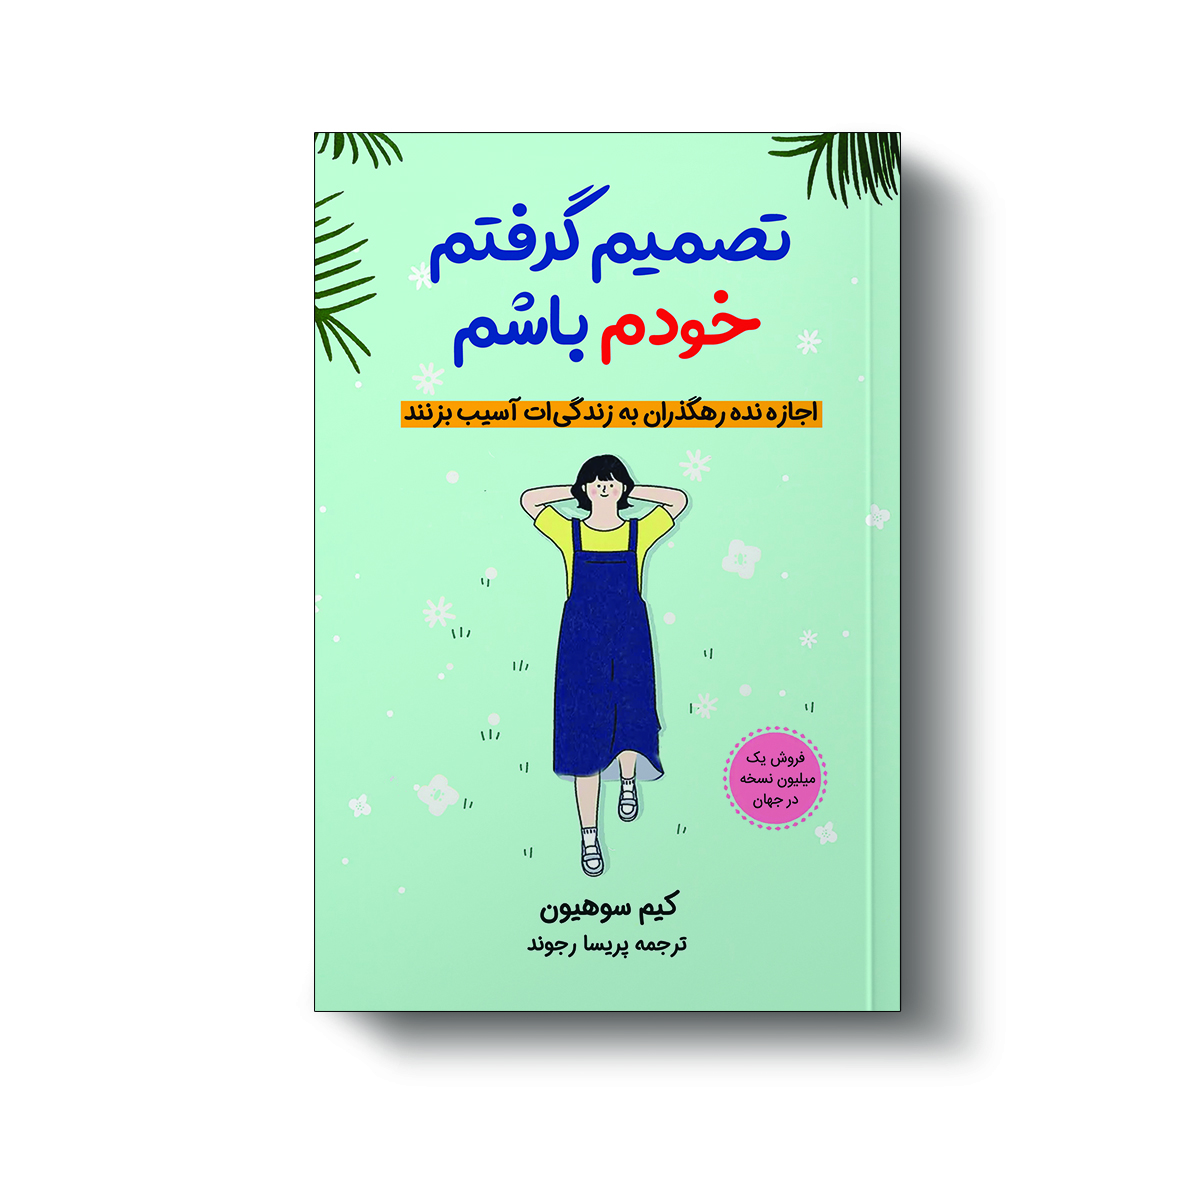 تصمیم گرفتم
خودم باشم
اجازه نده رهگذران به زندگی‌ات آسیب بزنند
فروش یک
میلیون نسخه
در جهان
کیم سوهیون
ترجمه پریسا رجوند